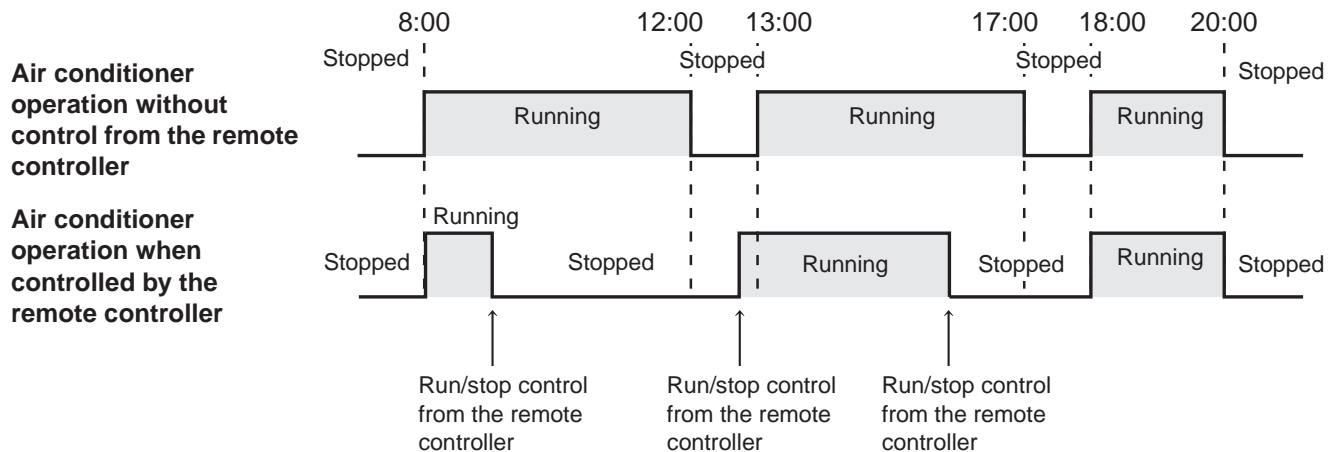 8:00 12:00 13:00 17:00 18:00 20:00
Stopped Stopped Stopped Stopped
Air conditioner
operation without
control from the remote
controller
Running Running Running
Air conditioner
operation when
controlled by the
remote controller
Running
Stopped Stopped Running Stopped Running Stopped
Run/stop control
from the remote
controller
Run/stop control
from the remote
controller
Run/stop control
from the remote
controller